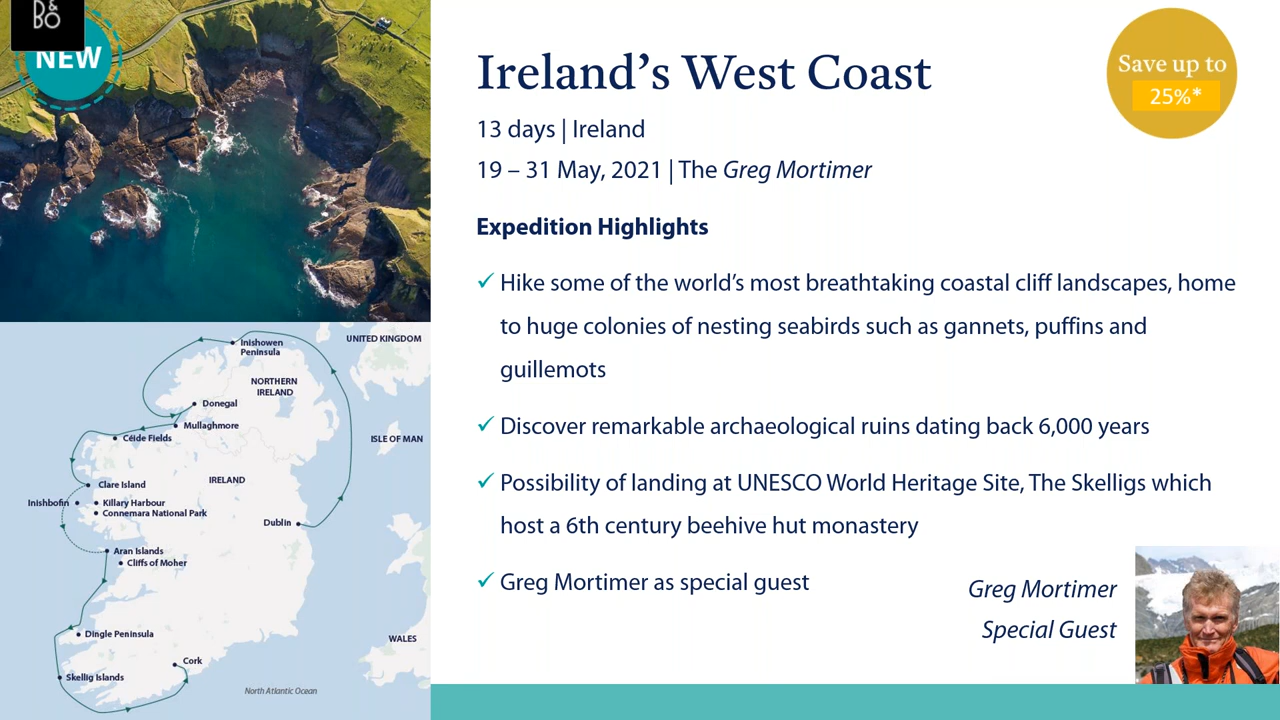 B&
BO
NEW
Ireland’s West Coast
Save up to
25%*
13 days | Ireland
19 – 31 May, 2021 | The Greg Mortimer
Expedition Highlights
✓ Hike some of the world’s most breathtaking coastal cliff landscapes, home
to huge colonies of nesting seabirds such as gannets, puffins and
guillemots
✓ Discover remarkable archaeological ruins dating back 6,000 years
✓ Possibility of landing at UNESCO World Heritage Site, The Skelligs which
host a 6th century beehive hut monastery
✓ Greg Mortimer as special guest
Greg Mortimer
Special Guest
UNITED KINGDOM
Inishowen
Peninsula
NORTHERN
IRELAND
Donegal
Mullaghmore
Céide Fields
ISLE OF MAN
IRELAND
Clare Island
Inishbofin
Killary Harbour
Connemara National Park
Dublin
Aran Islands
Cliffs of Moher
Dingle Peninsula
WALES
Cork
Skellig Islands
North Atlantic Ocean